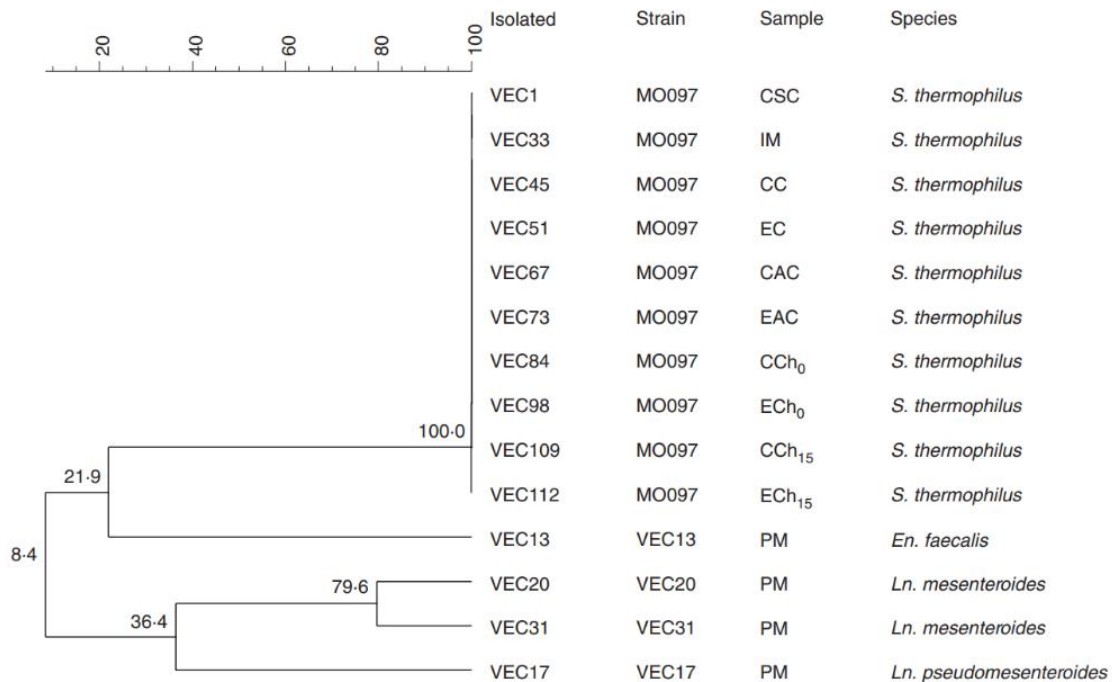 Isolated Strain Sample Species
20 40 60 80 100
VEC1 MO097 CSC S. thermophilus
VEC33 MO097 IM S. thermophilus
VEC45 MO097 CC S. thermophilus
VEC51 MO097 EC S. thermophilus
VEC67 MO097 CAC S. thermophilus
VEC73 MO097 EAC S. thermophilus
VEC84 MO097 CCh₀ S. thermophilus
VEC98 MO097 ECh₀ S. thermophilus
100·0
VEC109 MO097 CCh₁₅ S. thermophilus
21·9
VEC112 MO097 ECh₁₅ S. thermophilus
VEC13 VEC13 PM En. faecalis
8·4
79·6
VEC20 VEC20 PM Ln. mesenteroides
36·4
VEC31 VEC31 PM Ln. mesenteroides
VEC17 VEC17 PM Ln. pseudomesenteroides